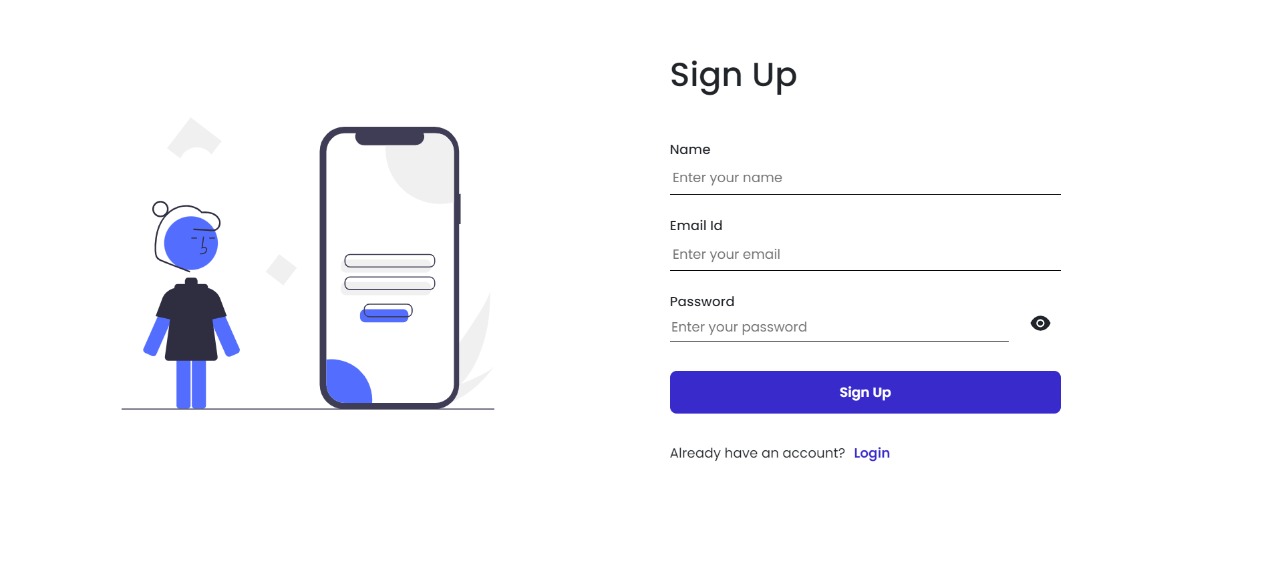 Sign Up
Name
Enter your name
Email Id
Enter your email
Password
Enter your password
Sign Up
Already have an account? Login